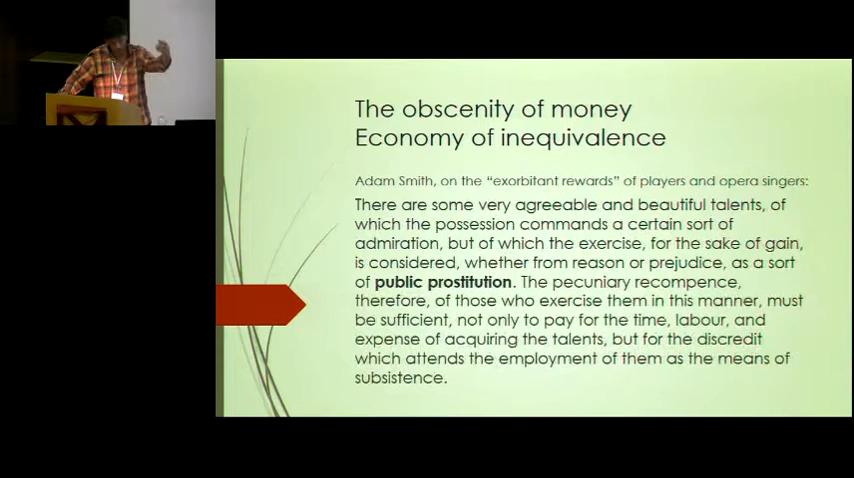 The obscenity of money
Economy of inequivalence
Adam Smith, on the “exorbitant rewards” of players and opera singers:
There are some very agreeable and beautiful talents, of
which the possession commands a certain sort of
admiration, but of which the exercise, for the sake of gain,
is considered, whether from reason or prejudice, as a sort
of public prostitution. The pecuniary recompence,
therefore, of those who exercise them in this manner, must
be sufficient, not only to pay for the time, labour, and
expense of acquiring the talents, but for the discredit
which attends the employment of them as the means of
subsistence.